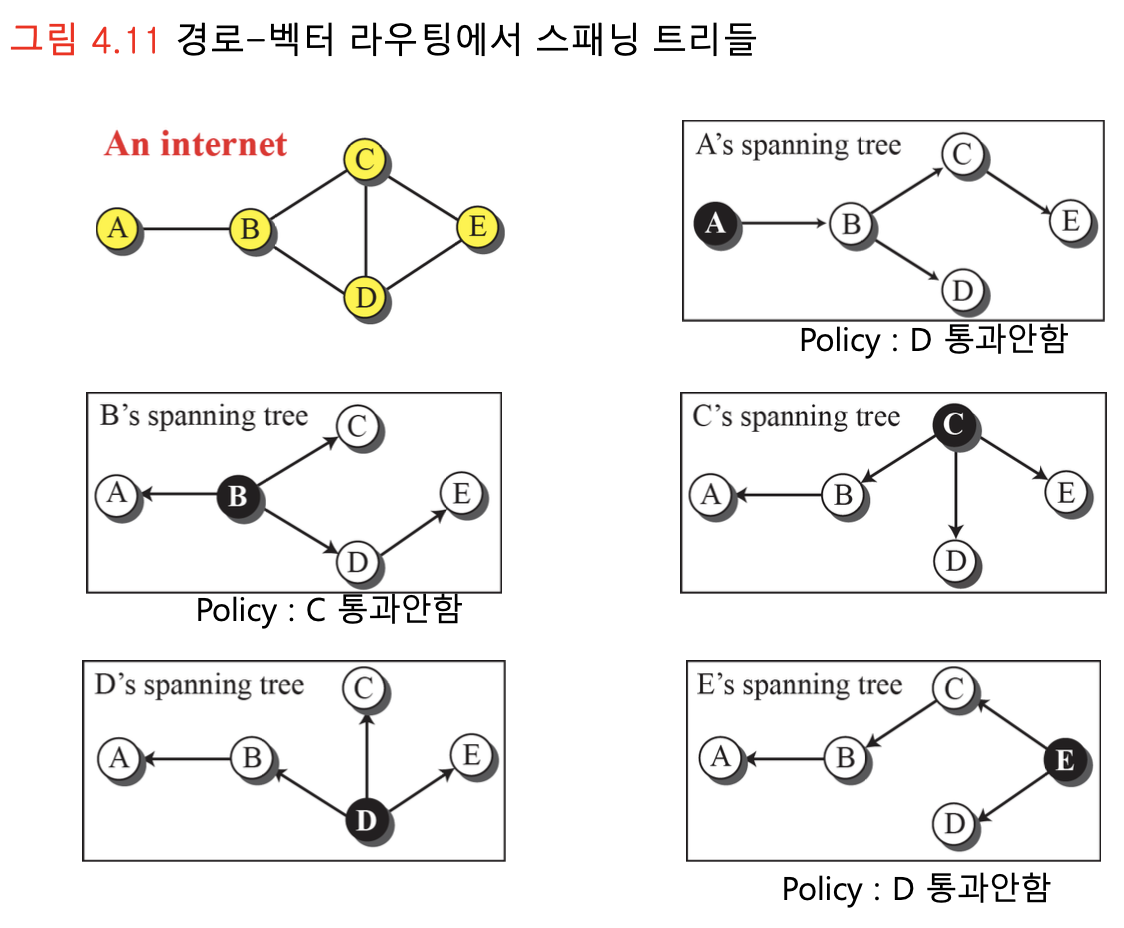 그림 4.11 경로-벡터 라우팅에서 스패닝 트리들
An internet
A
B
C
D
E
A's spanning tree
A
B
C
D
E
Policy : D 통과안함
B's spanning tree
A
B
C
D
E
Policy : C 통과안함
C's spanning tree
A
B
C
D
E
D's spanning tree
A
B
C
D
E
E's spanning tree
A
B
C
D
E
Policy : D 통과안함